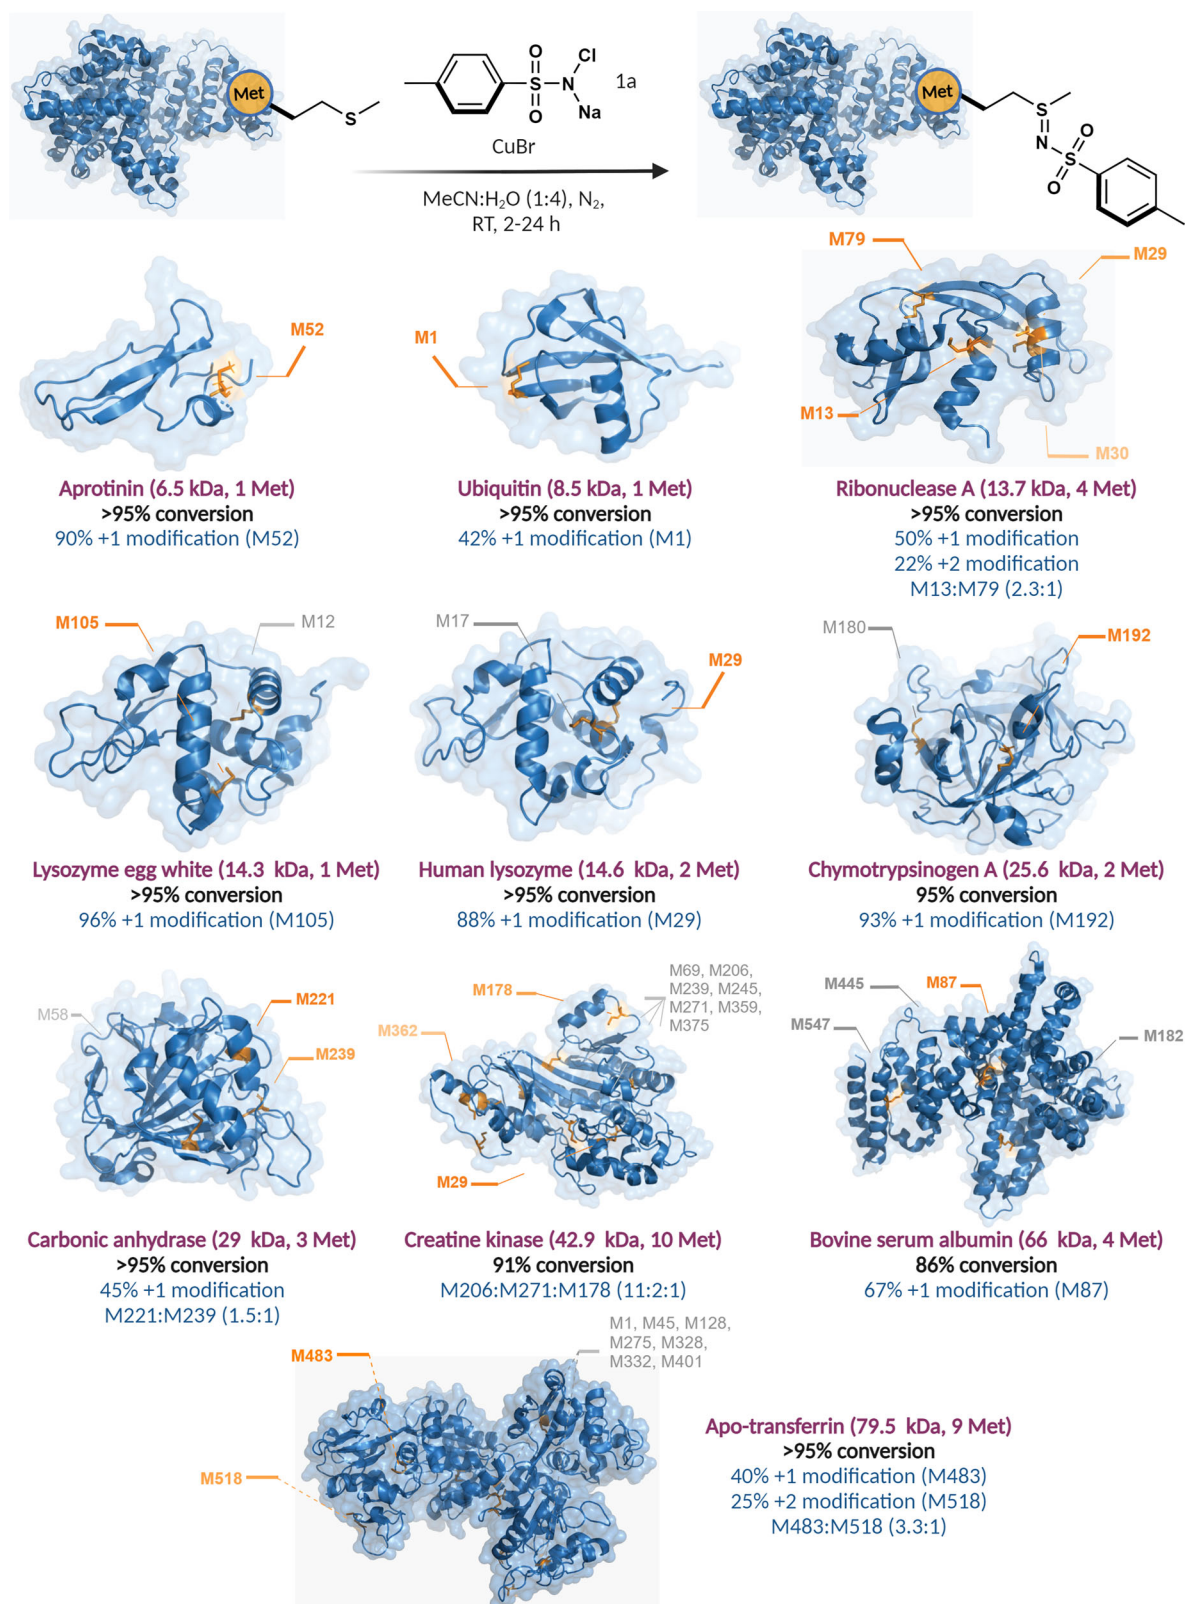 Met
S
O
S
O
N
Cl
Na
1a
CuBr
MeCN:H₂O (1:4), N₂,
RT, 2-24 h
Met
S
N
S
O
O
M52
Aprotinin (6.5 kDa, 1 Met)
>95% conversion
90% +1 modification (M52)
M1
Ubiquitin (8.5 kDa, 1 Met)
>95% conversion
42% +1 modification (M1)
M79
M29
M13
M30
Ribonuclease A (13.7 kDa, 4 Met)
>95% conversion
50% +1 modification
22% +2 modification
M13:M79 (2.3:1)
M105
M12
Lysozyme egg white (14.3 kDa, 1 Met)
>95% conversion
96% +1 modification (M105)
M17
M29
Human lysozyme (14.6 kDa, 2 Met)
>95% conversion
88% +1 modification (M29)
M180
M192
Chymotrypsinogen A (25.6 kDa, 2 Met)
95% conversion
93% +1 modification (M192)
M58
M221
M239
Carbonic anhydrase (29 kDa, 3 Met)
>95% conversion
45% +1 modification
M221:M239 (1.5:1)
M178
M69, M206,
M239, M245,
M271, M359,
M375
M362
M29
Creatine kinase (42.9 kDa, 10 Met)
91% conversion
M206:M271:M178 (11:2:1)
M445
M87
M547
M182
Bovine serum albumin (66 kDa, 4 Met)
86% conversion
67% +1 modification (M87)
M483
M1, M45, M128,
M275, M328,
M332, M401
M518
Apo-transferrin (79.5 kDa, 9 Met)
>95% conversion
40% +1 modification (M483)
25% +2 modification (M518)
M483:M518 (3.3:1)